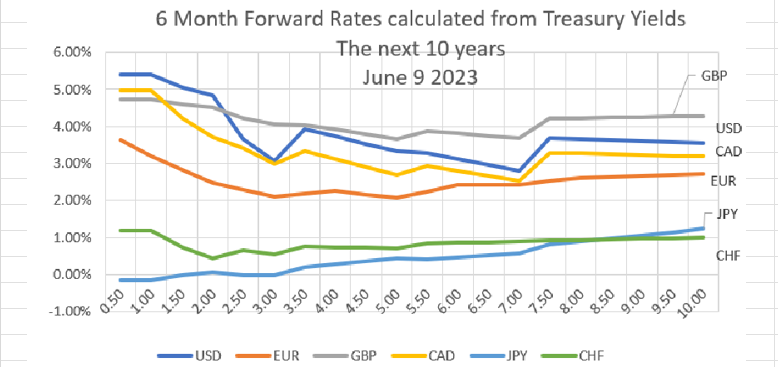 6 Month Forward Rates calculated from Treasury Yields
The next 10 years
June 9 2023
6.00%
5.00%
4.00%
3.00%
2.00%
1.00%
0.00%
-1.00%
GBP
USD
CAD
EUR
JPY
CHF
0.50 1.00 1.50 2.00 2.50 3.00 3.50 4.00 4.50 5.00 5.50 6.00 6.50 7.00 7.50 8.00 8.50 9.00 9.50 10.00
USD EUR GBP CAD JPY CHF